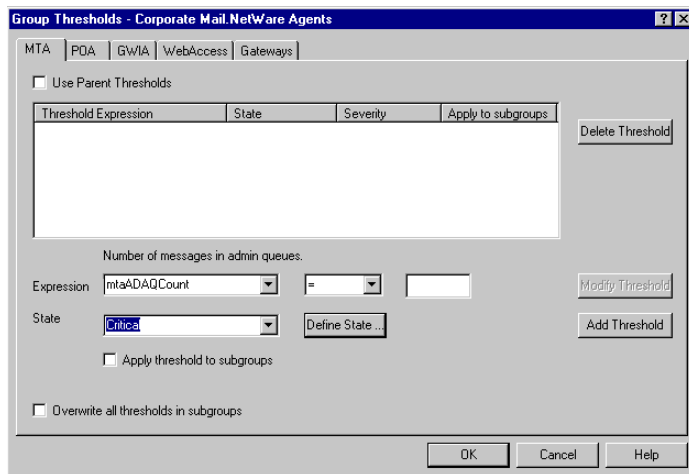 Group Thresholds - Corporate Mail.NetWare Agents
MTA POA GWIA WebAccess Gateways
Use Parent Thresholds
Threshold Expression State Severity Apply to subgroups
Delete Threshold
Number of messages in admin queues.
Expression mtaADAQCount = Modify Threshold
State Critical Define State ... Add Threshold
Apply threshold to subgroups
Overwrite all thresholds in subgroups
OK Cancel Help